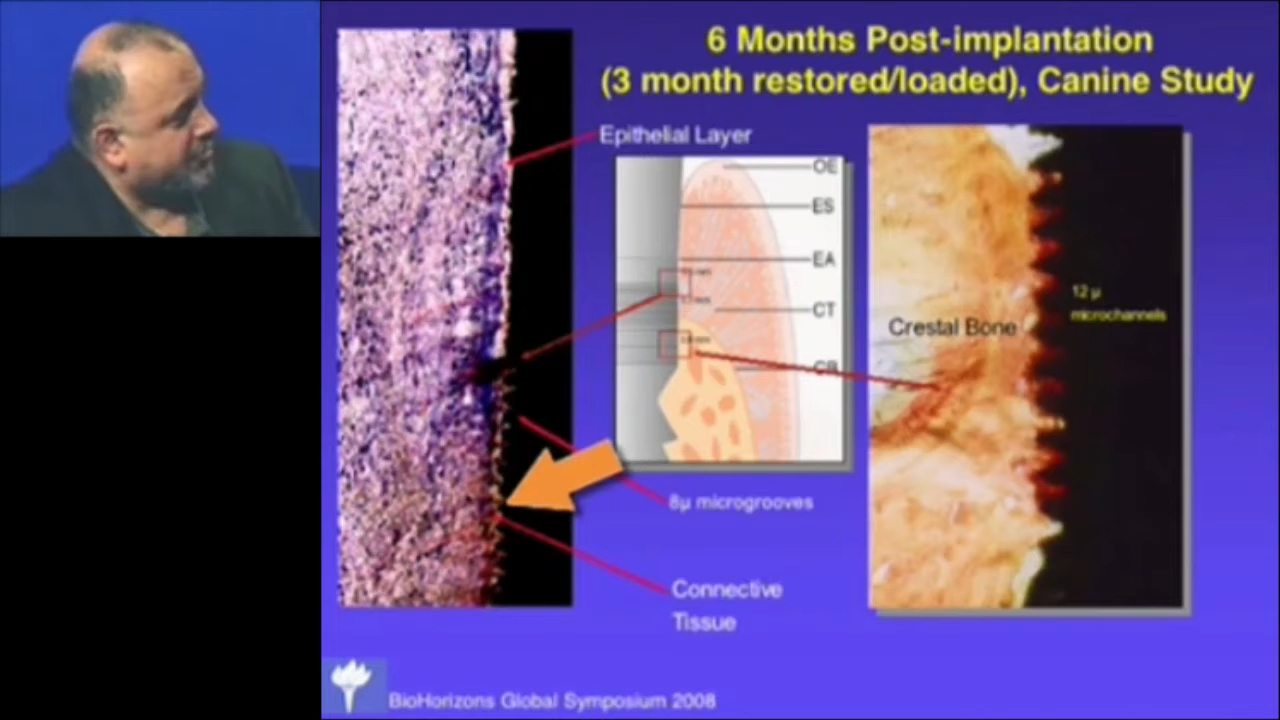 6 Months Post-implantation
(3 month restored/loaded), Canine Study
Epithelial Layer
OE
ES
EA
CT
CB
Crestal Bone
12 µ
microchannels
8µ microgrooves
Connective
Tissue
BioHorizons Global Symposium 2008